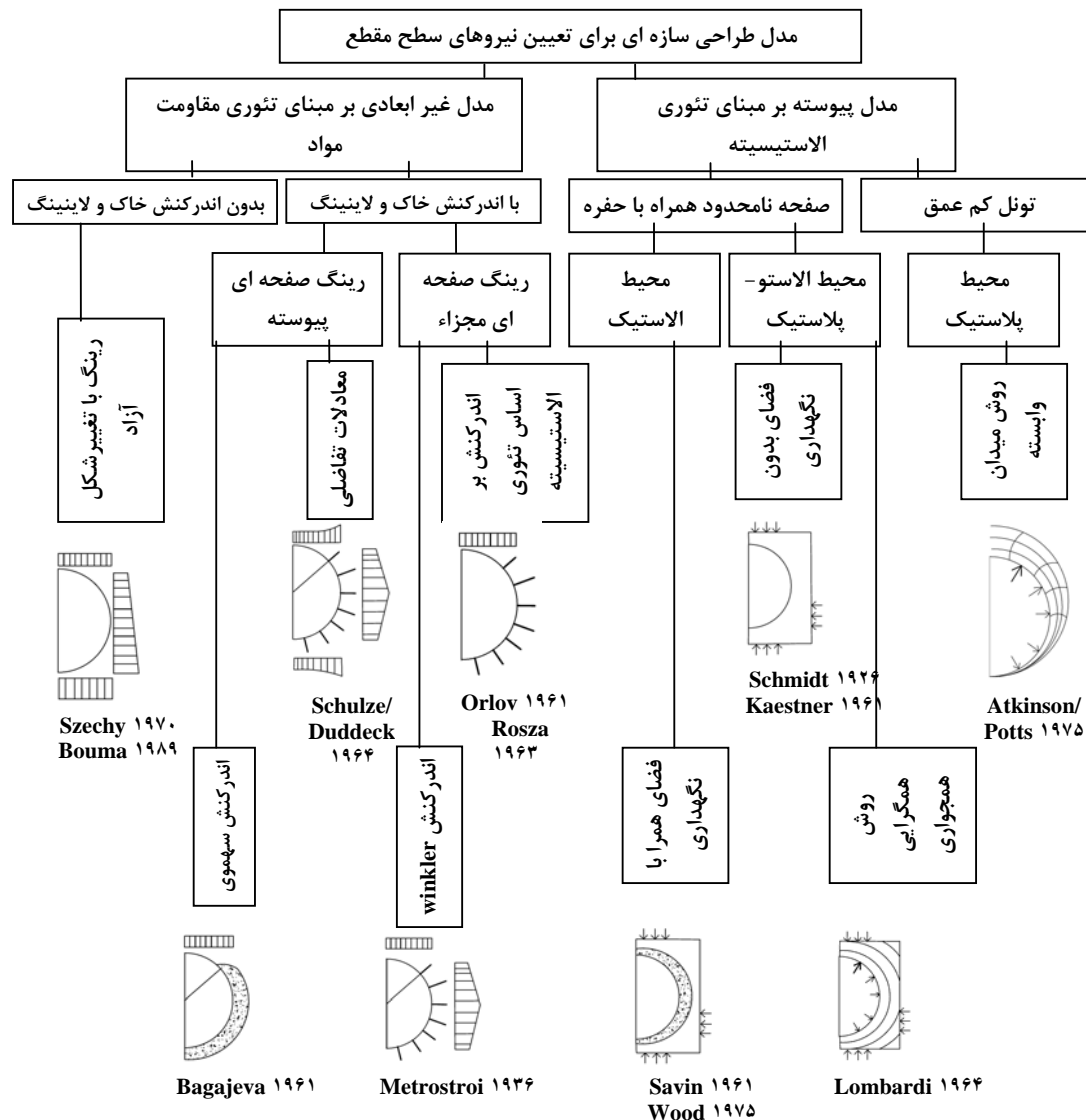 مدل طراحی سازه ای برای تعیین نیروهای سطح مقطع
مدل پیوسته بر مبنای تئوری
الاستیسیته
مدل غیر ابعادی بر مبنای تئوری مقاومت
مواد
تونل کم عمق
صفحه نامحدود همراه با حفره
با اندرکنش خاک و لاینینگ
بدون اندرکنش خاک و لاینینگ
محیط
پلاستیک
محیط الاستو-
پلاستیک
محیط
الاستیک
رینگ صفحه
ای مجزاء
رینگ صفحه ای
پیوسته
رینگ با تغییرشکل
آزاد
روش میدان
وابسته
فضای بدون
نگهداری
اندرکنش بر
اساس تئوری
الاستیسیته
معادلات تفاضلی
Atkinson/
Potts ۱۹۷۵
Schmidt ۱۹۲۶
Kaestner ۱۹۶۱
Orlov ۱۹۶۱
Rosza
۱۹۶۳
Schulze/
Duddeck
۱۹۶۴
Szechy ۱۹۷۰
Bouma ۱۹۸۹
روش
همگرایی
همجواری
فضای همرا با
نگهداری
اندرکنش winkler
اندرکنش سهموی
Lombardi ۱۹۶۴
Savin ۱۹۶۱
Wood ۱۹۷۵
Metrostroi ۱۹۳۶
Bagajeva ۱۹۶۱